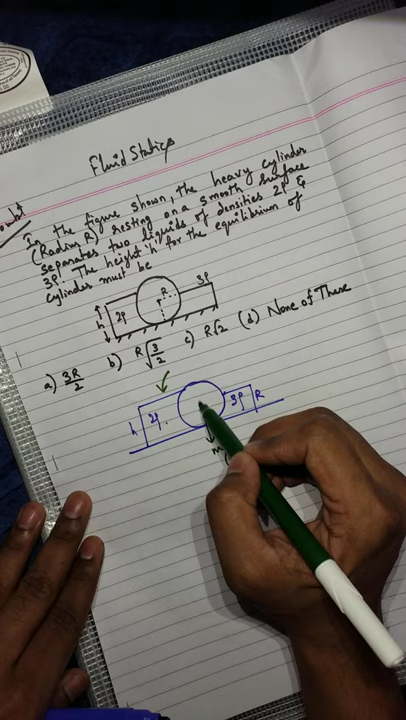 Fluid Statics
In the figure shown, the heavy cylinder
(Radius R) resting on a smooth surface
separates two liquids of densities 2ρ &
3ρ. The height 'h' for the equilibrium of
cylinder must be
h 2ρ R 3ρ
a) 3R/2 b) R√(3/2) c) R√2 (d) None of These
h 2ρ 3ρ R